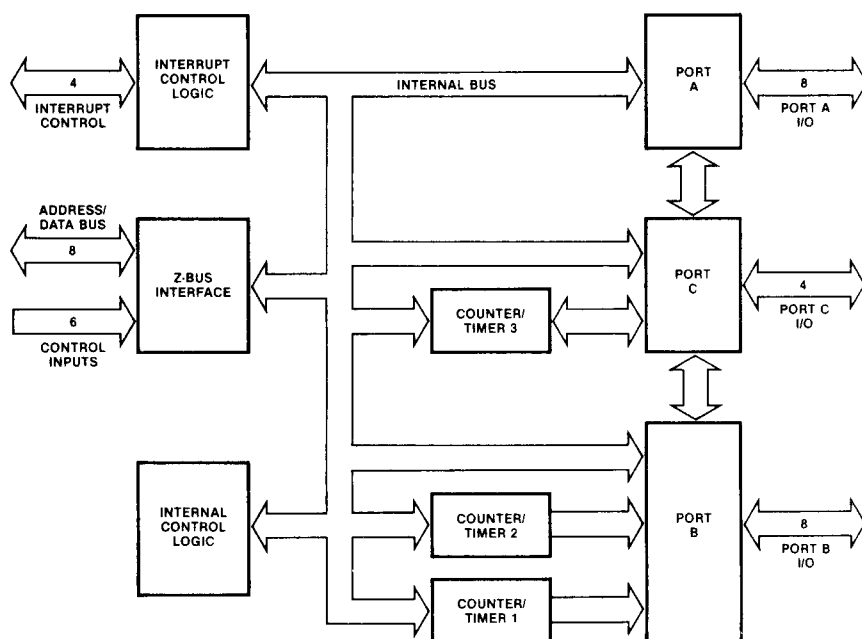 INTERRUPT
CONTROL
LOGIC
4
INTERRUPT
CONTROL
INTERNAL BUS
PORT
A
8
PORT A
I/O
ADDRESS/
DATA BUS
8
Z-BUS
INTERFACE
6
CONTROL
INPUTS
PORT
C
4
PORT C
I/O
COUNTER/
TIMER 3
INTERNAL
CONTROL
LOGIC
COUNTER/
TIMER 2
COUNTER/
TIMER 1
PORT
B
8
PORT B
I/O